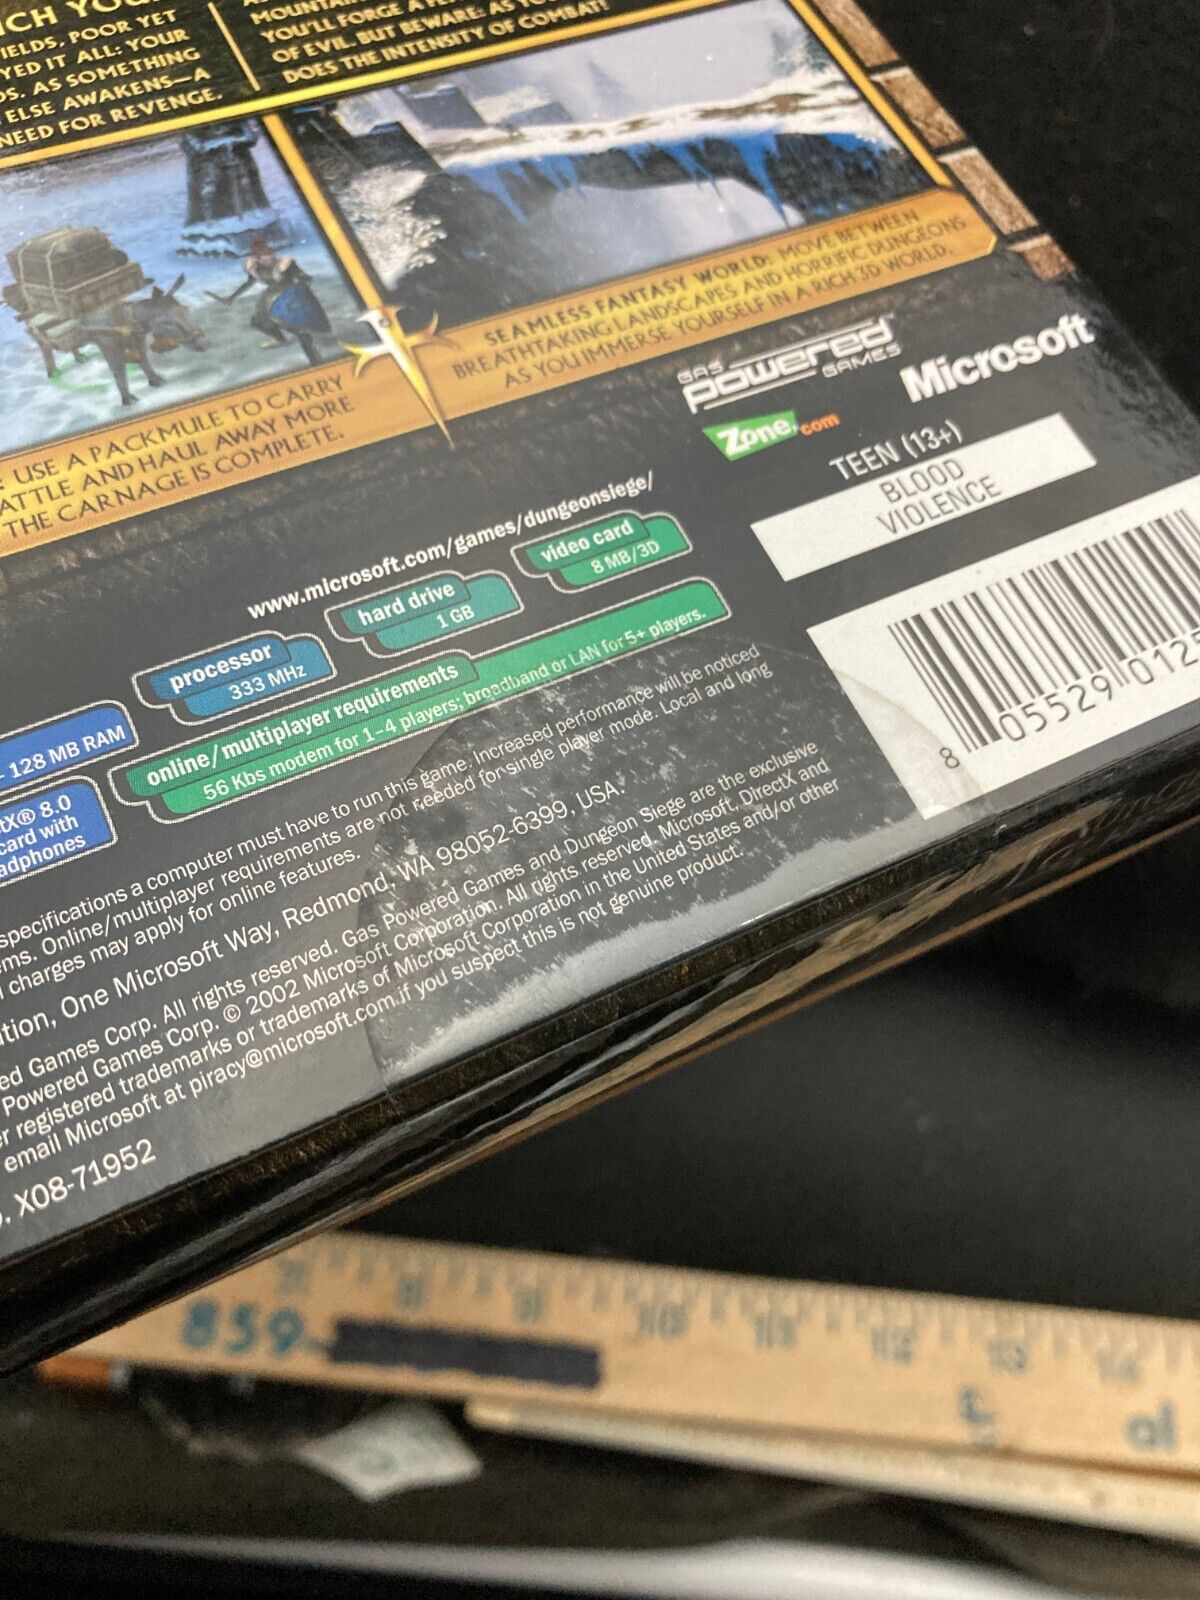 ICH YOU
IELDS, POOR YET
YED IT ALL: YOUR
DS. AS SOMETHING
ELSE AWAKENS—A
NEED FOR REVENGE.
MOUNTAIN
YOU'LL FORGE A
OF EVIL. BUT BEWARE: AS YO
DOES THE INTENSITY OF COMBAT!
: USE A PACKMULE TO CARRY
ATTLE AND HAUL AWAY MORE
THE CARNAGE IS COMPLETE.
SEAMLESS FANTASY WORLD: MOVE BETWEEN
BREATHTAKING LANDSCAPES AND HORRIFIC DUNGEONS
AS YOU IMMERSE YOURSELF IN A RICH 3D WORLD.
GAS
powered
GAMES
Microsoft
Zone.com
TEEN (13+)
BLOOD
VIOLENCE
www.microsoft.com/games/dungeonsiege/
processor
333 MHz
hard drive
1 GB
video card
8 MB/3D
128 MB RAM
online/multiplayer requirements
56 Kbs modem for 1–4 players; broadband or LAN for 5+ players.
tX® 8.0
card with
adphones
8 05529 012
specifications a computer must have to run this game. Increased performance will be noticed
ems. Online/multiplayer requirements are not needed for single player mode. Local and long
charges may apply for online features.
ition, One Microsoft Way, Redmond, WA 98052-6399, USA.
ed Games Corp. All rights reserved. Gas Powered Games and Dungeon Siege are the exclusive
Powered Games Corp. © 2002 Microsoft Corporation. All rights reserved. Microsoft, DirectX and
er registered trademarks or trademarks of Microsoft Corporation in the United States and/or other
email Microsoft at piracy@microsoft.com if you suspect this is not genuine product.
. X08-71952
859-
10 11 12 13 14